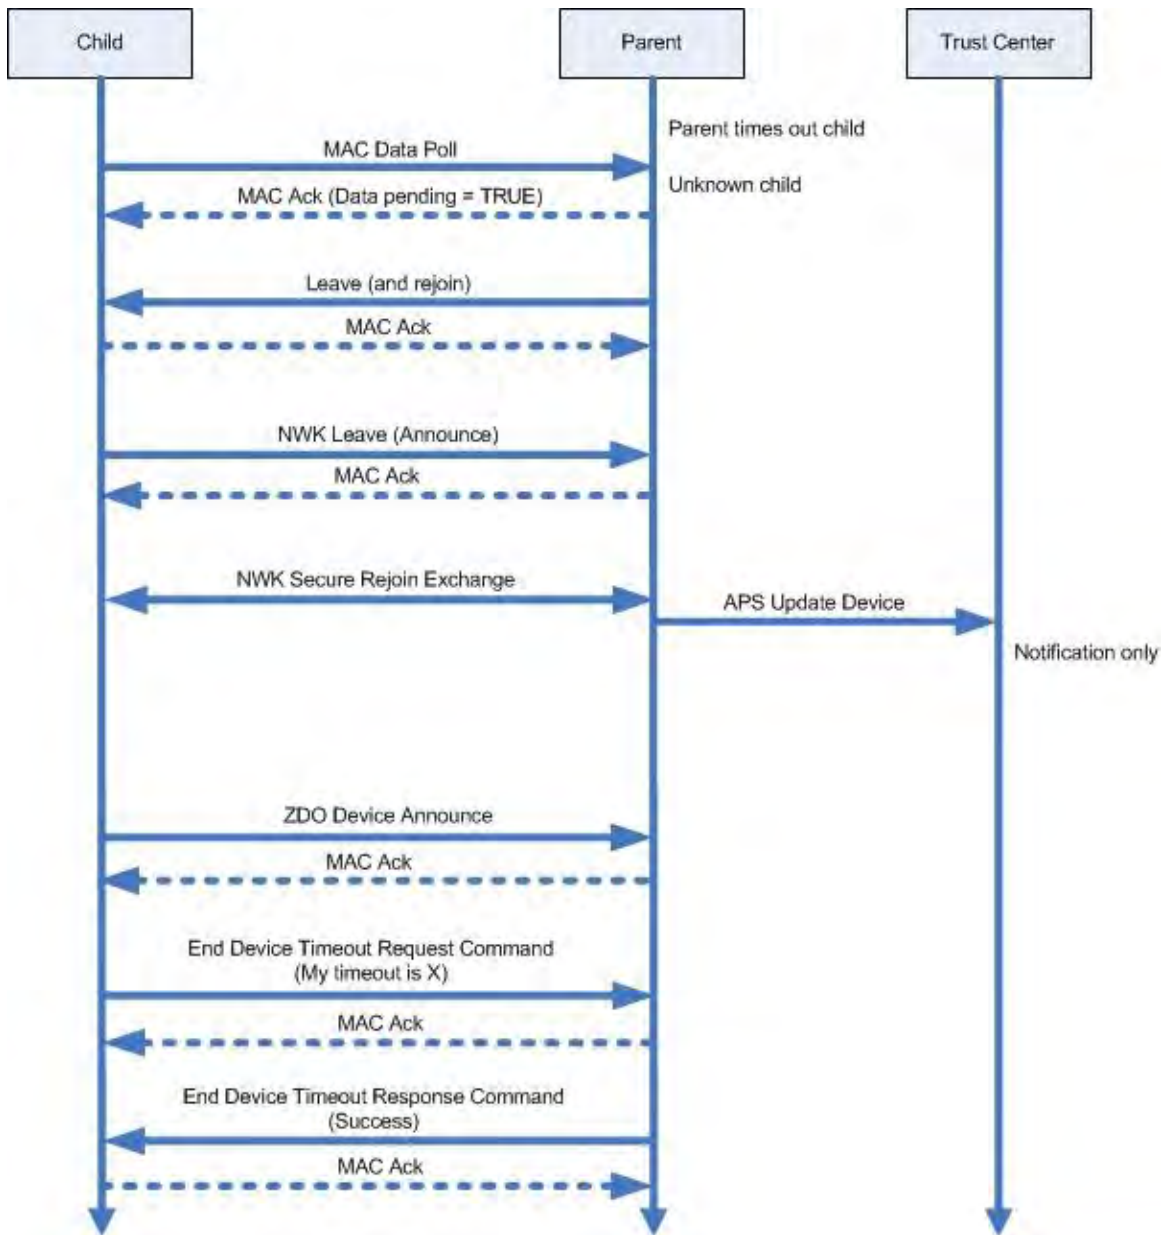 Child
Parent
Trust Center
Parent times out child
MAC Data Poll
Unknown child
MAC Ack (Data pending = TRUE)
Leave (and rejoin)
MAC Ack
NWK Leave (Announce)
MAC Ack
NWK Secure Rejoin Exchange
APS Update Device
Notification only
ZDO Device Announce
MAC Ack
End Device Timeout Request Command
(My timeout is X)
MAC Ack
End Device Timeout Response Command
(Success)
MAC Ack